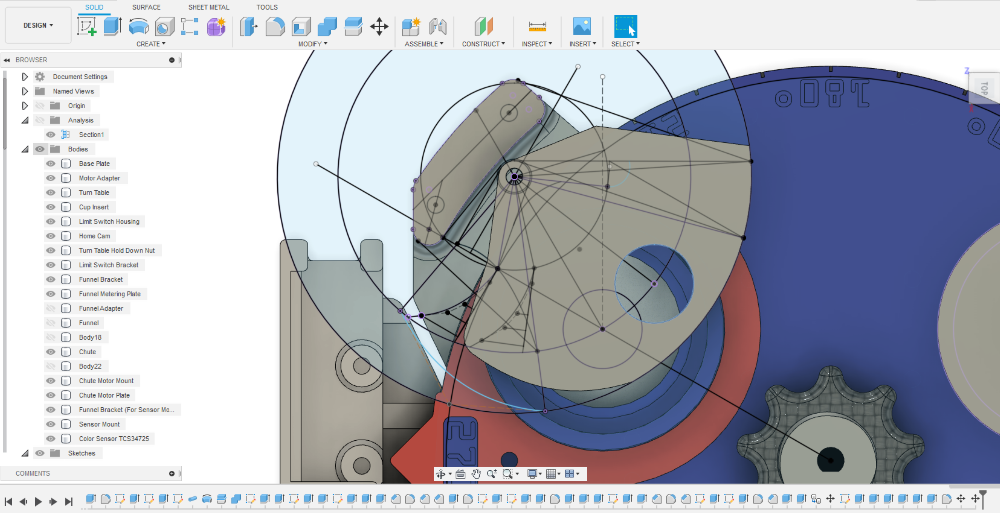 SOLID SURFACE SHEET METAL TOOLS
DESIGN
CREATE MODIFY ASSEMBLE CONSTRUCT INSPECT INSERT SELECT
BROWSER
Document Settings
Named Views
Origin
Analysis
Section1
Bodies
Base Plate
Motor Adapter
Turn Table
Cup Insert
Limit Switch Housing
Home Cam
Turn Table Hold Down Nut
Limit Switch Bracket
Funnel Bracket
Funnel Metering Plate
Funnel Adapter
Funnel
Body18
Chute
Body22
Chute Motor Mount
Chute Motor Plate
Funnel Bracket (For Sensor Mo...
Sensor Mount
Color Sensor TCS34725
Sketches
COMMENTS
Z
TOP
X